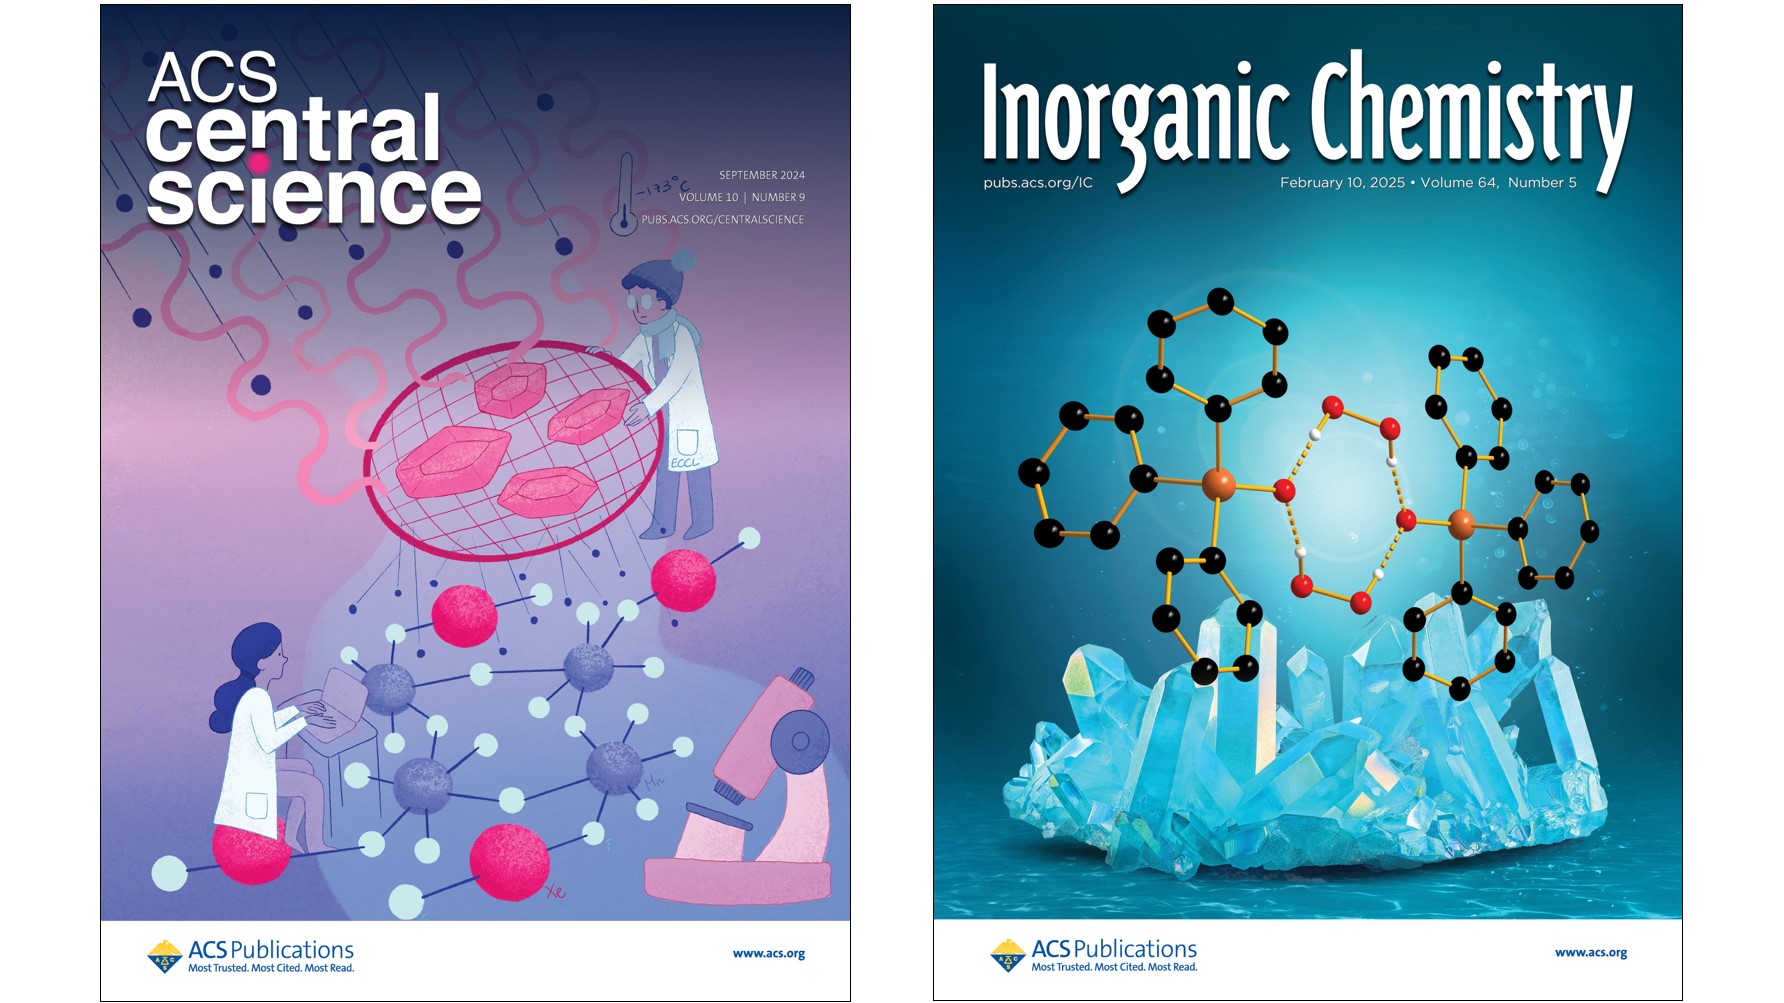 ACS
central
science
-173°C
SEPTEMBER 2024
VOLUME 10 | NUMBER 9
PUBS.ACS.ORG/CENTRALSCIENCE
ECCL
Mn
F
Xe
ACS Publications
Most Trusted. Most Cited. Most Read.
www.acs.org
Inorganic Chemistry
pubs.acs.org/IC
February 10, 2025 • Volume 64, Number 5
ACS Publications
Most Trusted. Most Cited. Most Read.
www.acs.org